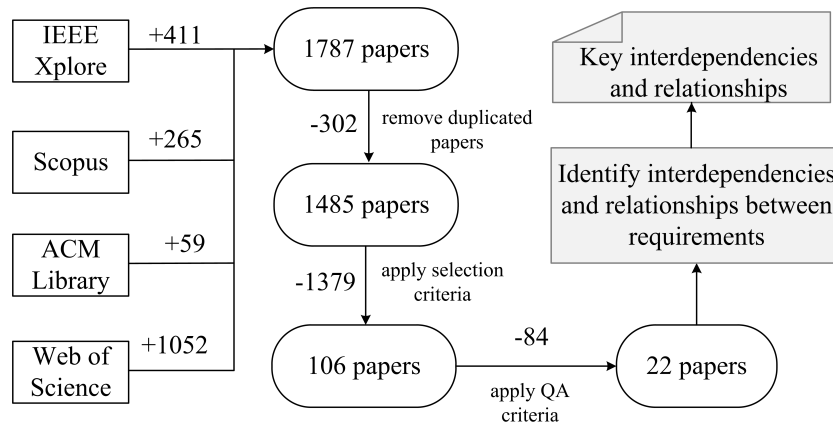 IEEE
Xplore
+411
Scopus
+265
ACM
Library
+59
Web of
Science
+1052
1787 papers
-302
remove duplicated
papers
1485 papers
-1379
apply selection
criteria
106 papers
-84
apply QA
criteria
22 papers
Identify interdependencies
and relationships between
requirements
Key interdependencies
and relationships